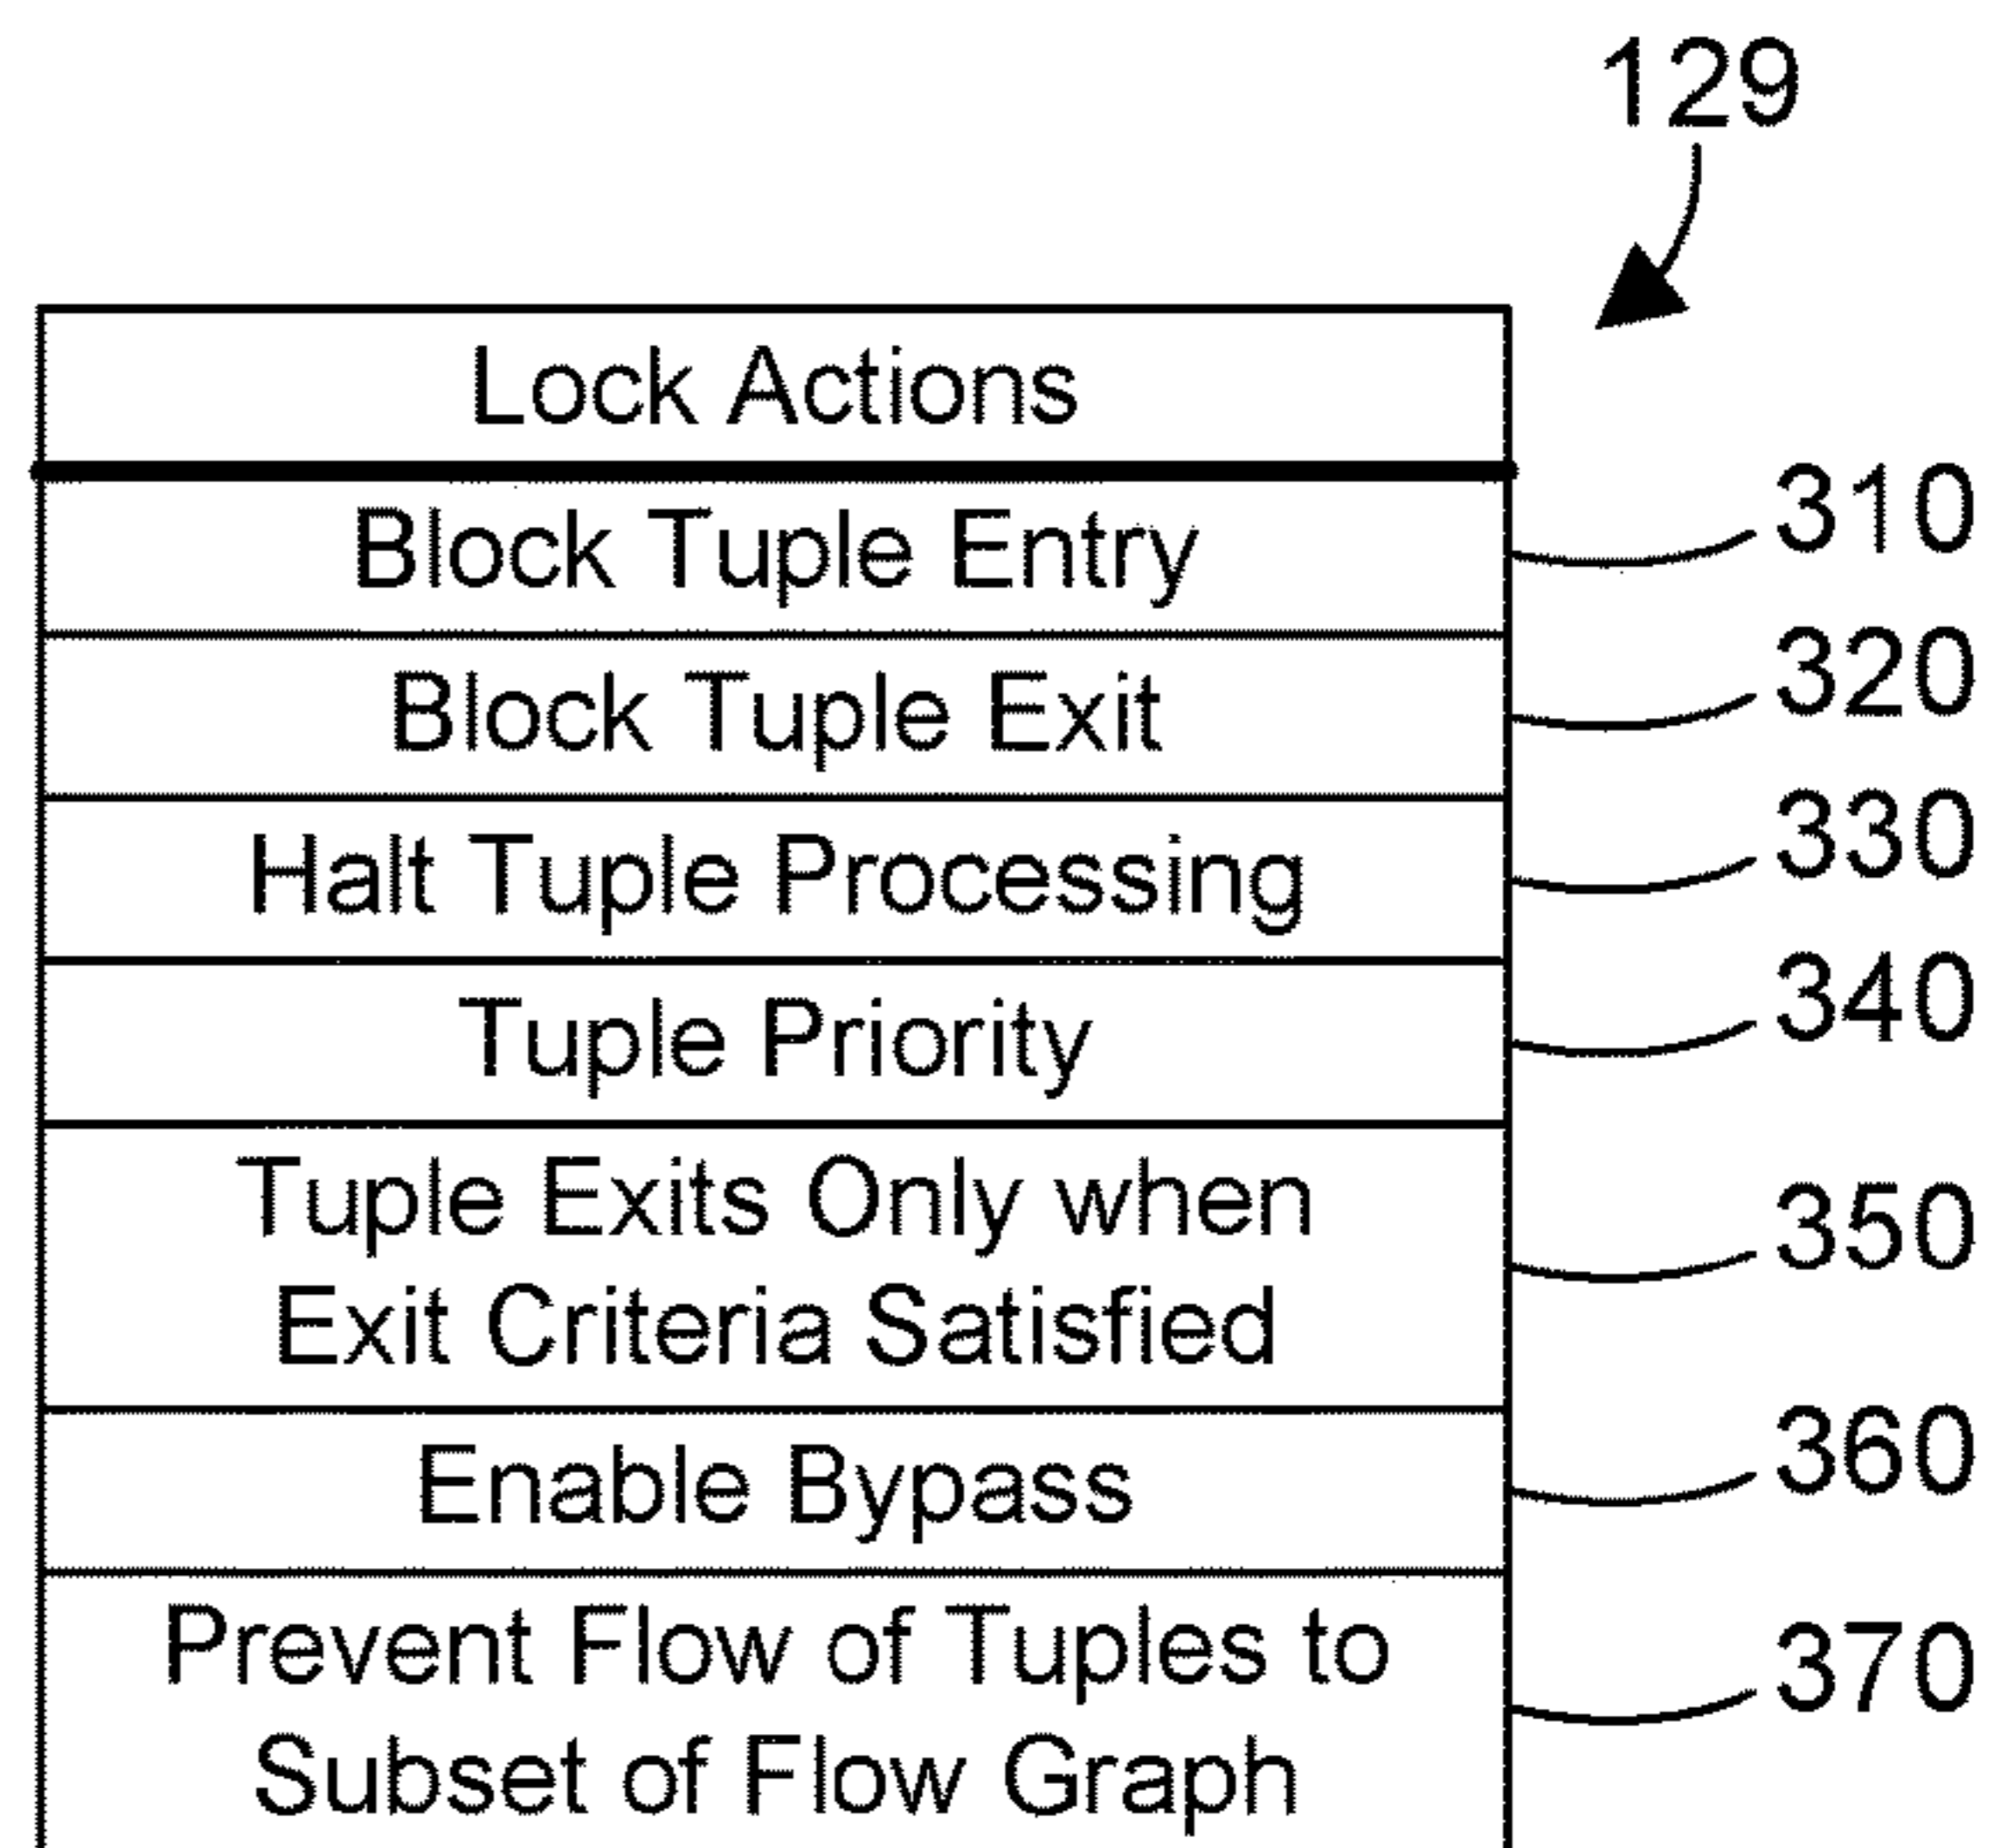 129
Lock Actions
Block Tuple Entry
310
Block Tuple Exit
320
Halt Tuple Processing
330
Tuple Priority
340
Tuple Exits Only when
Exit Criteria Satisfied
350
Enable Bypass
360
Prevent Flow of Tuples to
Subset of Flow Graph
370